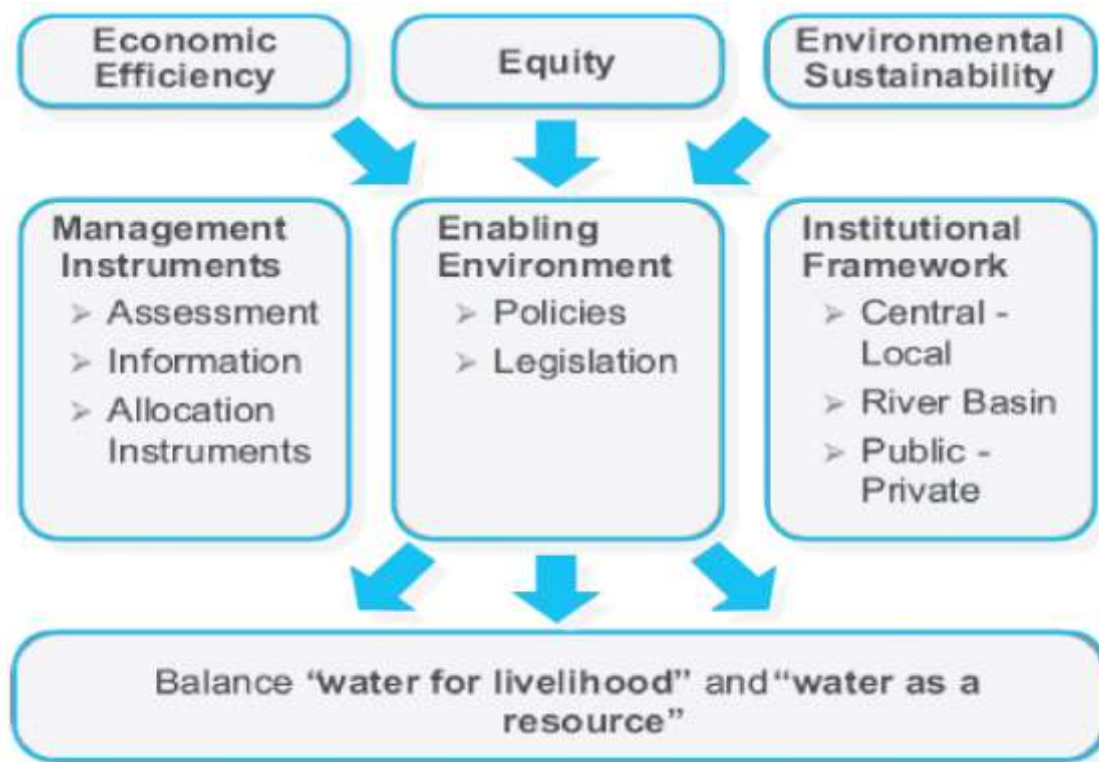 Economic
Efficiency
Equity
Environmental
Sustainability
Management
Instruments
➢ Assessment
➢ Information
➢ Allocation
Instruments
Enabling
Environment
➢ Policies
➢ Legislation
Institutional
Framework
➢ Central -
Local
➢ River Basin
➢ Public -
Private
Balance “water for livelihood” and “water as a
resource”